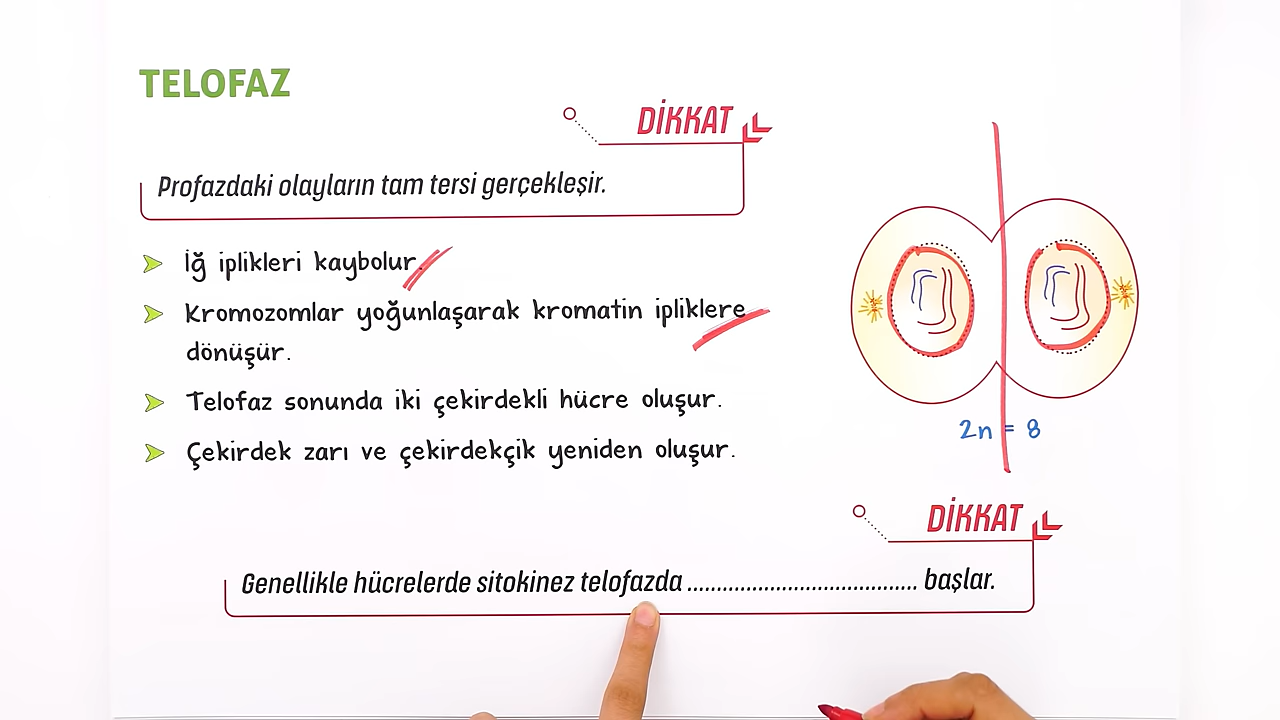 TELOFAZ
DİKKAT
Profazdaki olayların tam tersi gerçekleşir.
İğ iplikleri kaybolur.
Kromozomlar yoğunlaşarak kromatin ipliklere
dönüşür.
Telofaz sonunda iki çekirdekli hücre oluşur.
Çekirdek zarı ve çekirdekçik yeniden oluşur.
2n = 8
DİKKAT
Genellikle hücrelerde sitokinez telofazda ........................................ başlar.